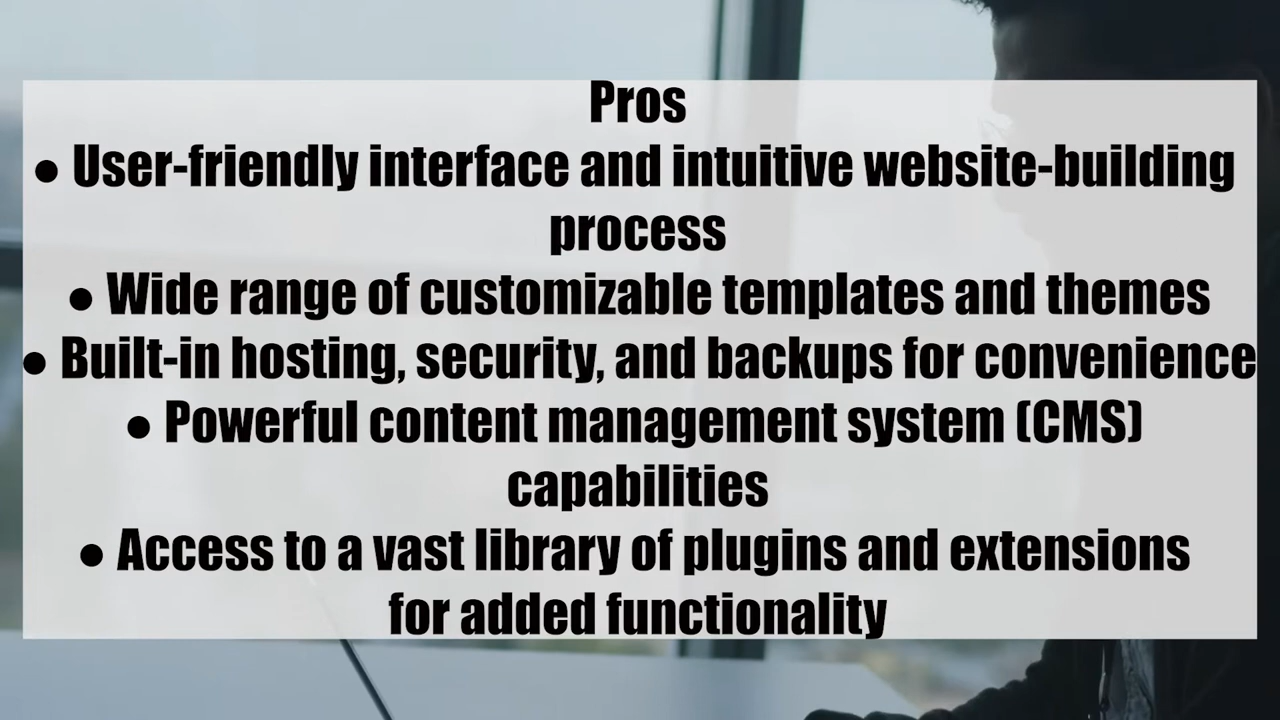 Pros
● User-friendly interface and intuitive website-building
process
● Wide range of customizable templates and themes
● Built-in hosting, security, and backups for convenience
● Powerful content management system (CMS)
capabilities
● Access to a vast library of plugins and extensions
for added functionality